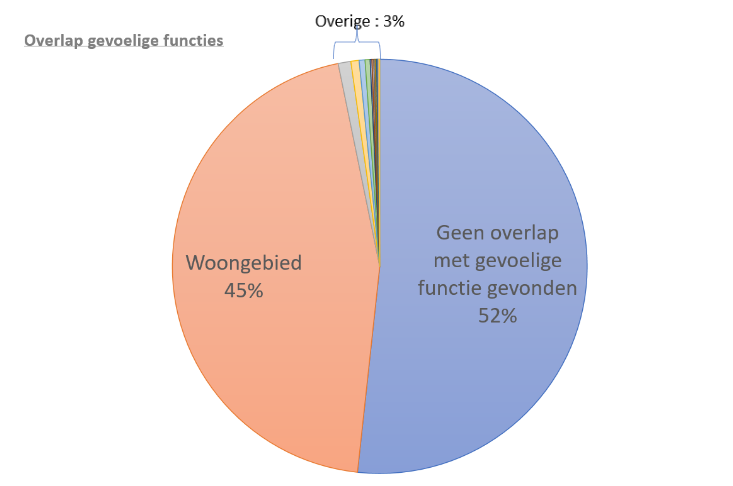 Overige : 3%
Overlap gevoelige functies
Geen overlap
met gevoelige
functie gevonden
52%
Woongebied
45%